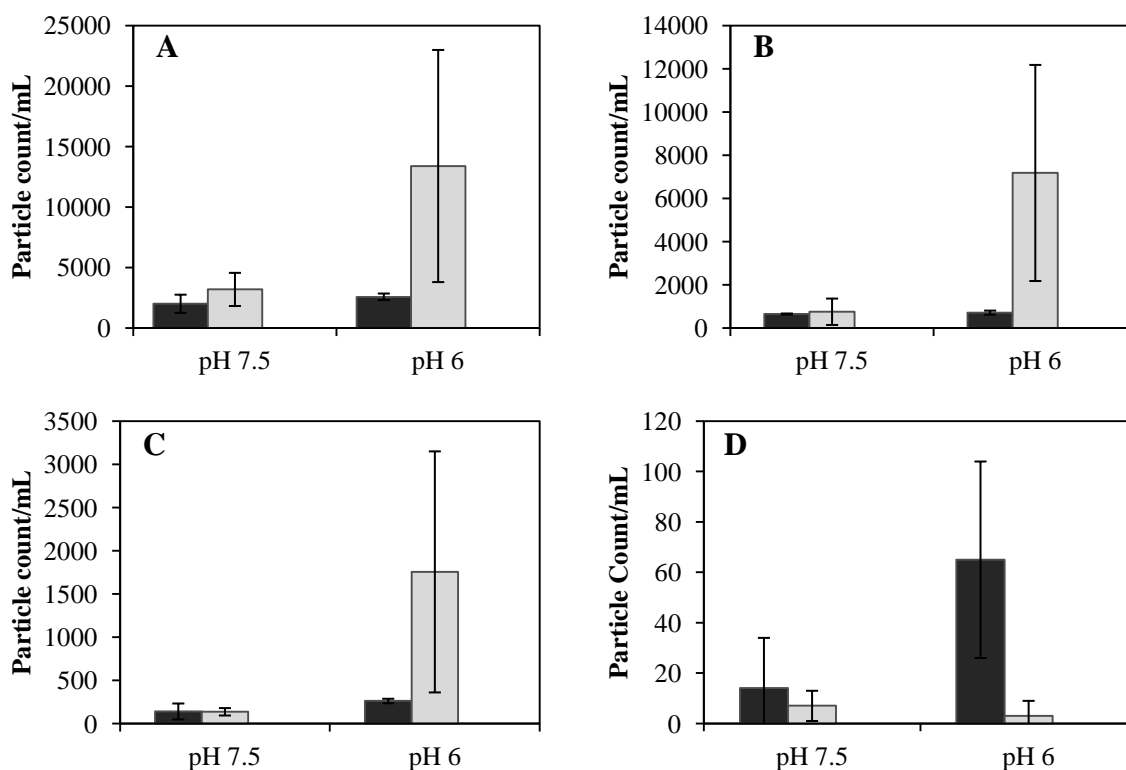 A
Particle count/mL
25000
20000
15000
10000
5000
0
pH 7.5
pH 6
B
Particle count/mL
14000
12000
10000
8000
6000
4000
2000
0
pH 7.5
pH 6
C
Particle count/mL
3500
3000
2500
2000
1500
1000
500
0
pH 7.5
pH 6
D
Particle Count/mL
120
100
80
60
40
20
0
pH 7.5
pH 6